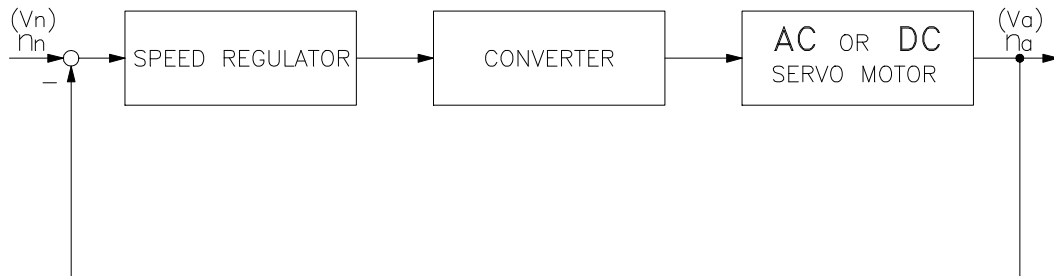 (Vn)
nn
−
SPEED REGULATOR
CONVERTER
AC OR DC
SERVO MOTOR
(Va)
na